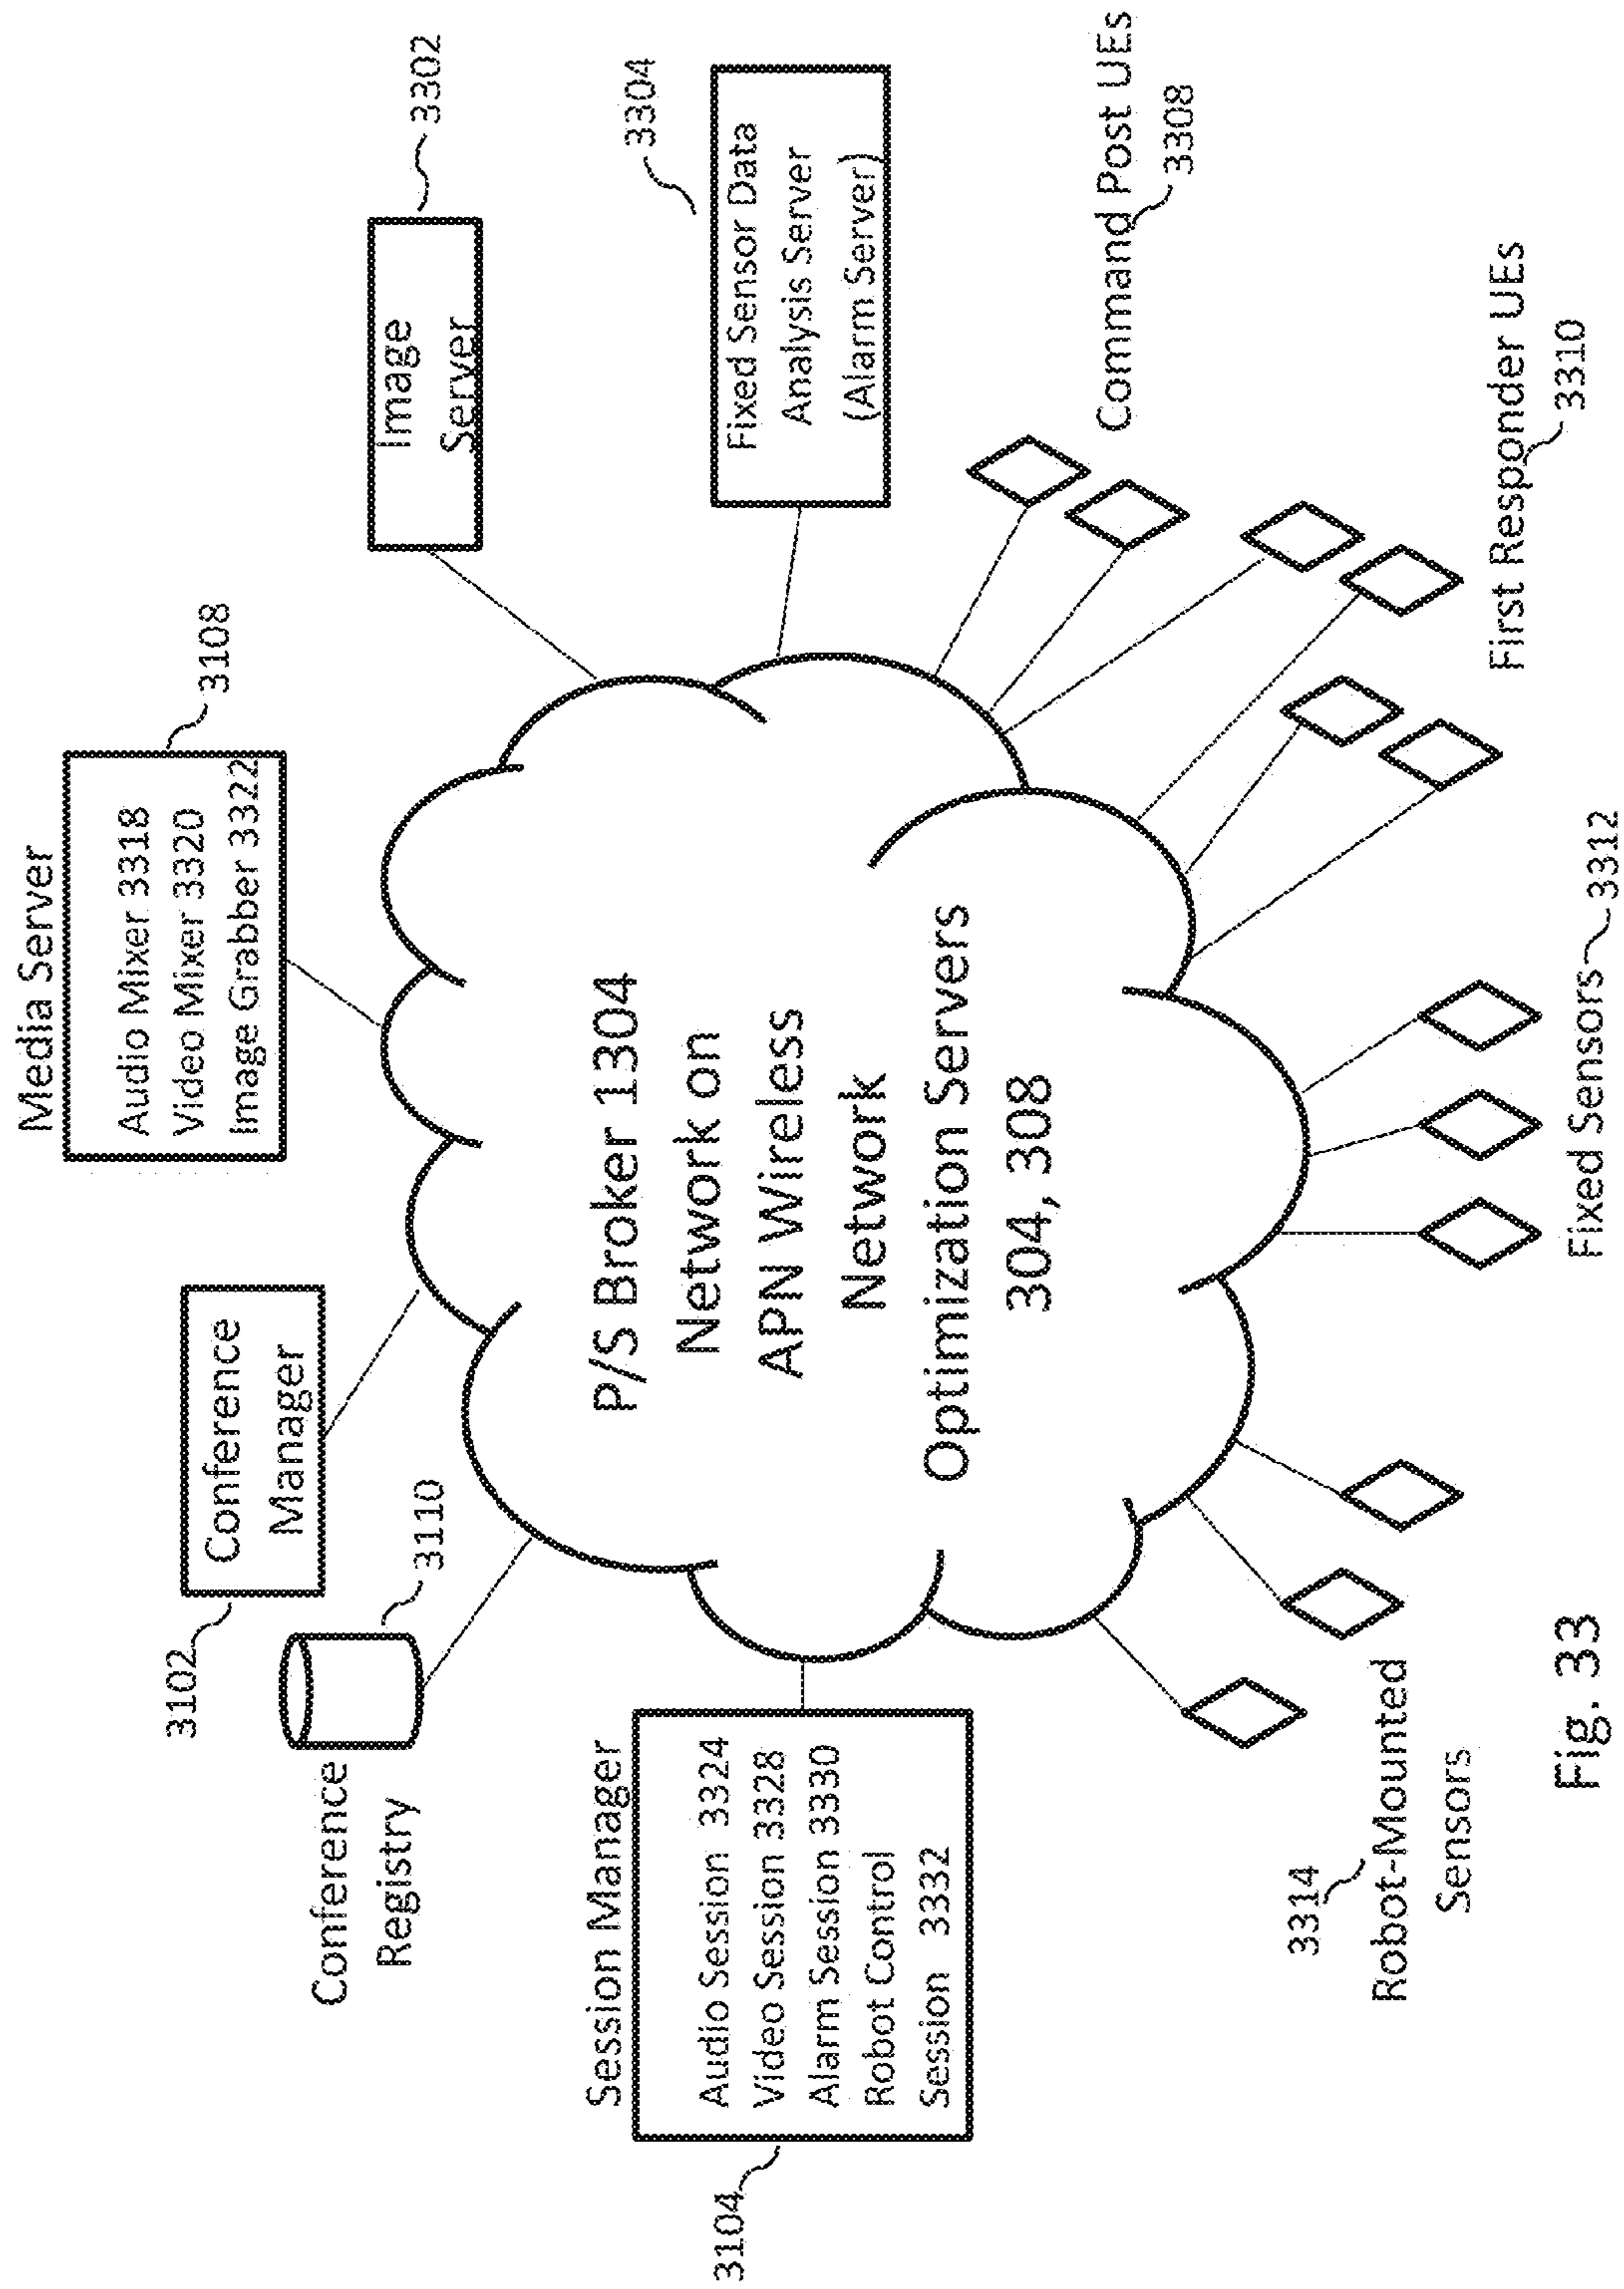 Media Server
3108
Audio Mixer 3318
Video Mixer 3320
Image Grabber 3322
3102
Conference
Manager
3302
Image
Server
Conference
Registry
3110
Session Manager
3104
Audio Session 3324
Video Session 3328
Alarm Session 3330
Robot Control
Session 3332
P/S Broker 1304
Network on
APN Wireless
Network
Optimization Servers
304, 308
3304
Fixed Sensor Data
Analysis Server
(Alarm Server)
Command Post UEs
3308
First Responder UEs
3310
Fixed Sensors
3312
3314
Robot-Mounted
Sensors
Fig. 33